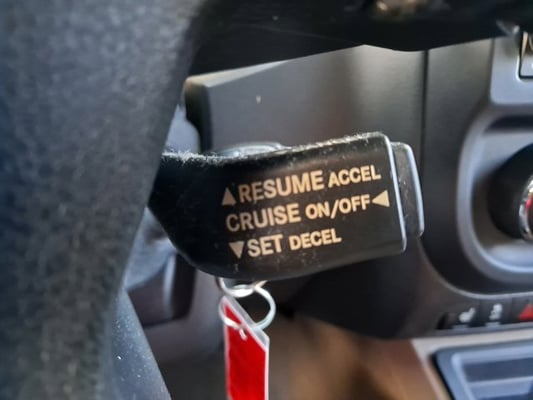 ▲RESUME ACCEL
CRUISE ON/OFF◀
▼SET DECEL